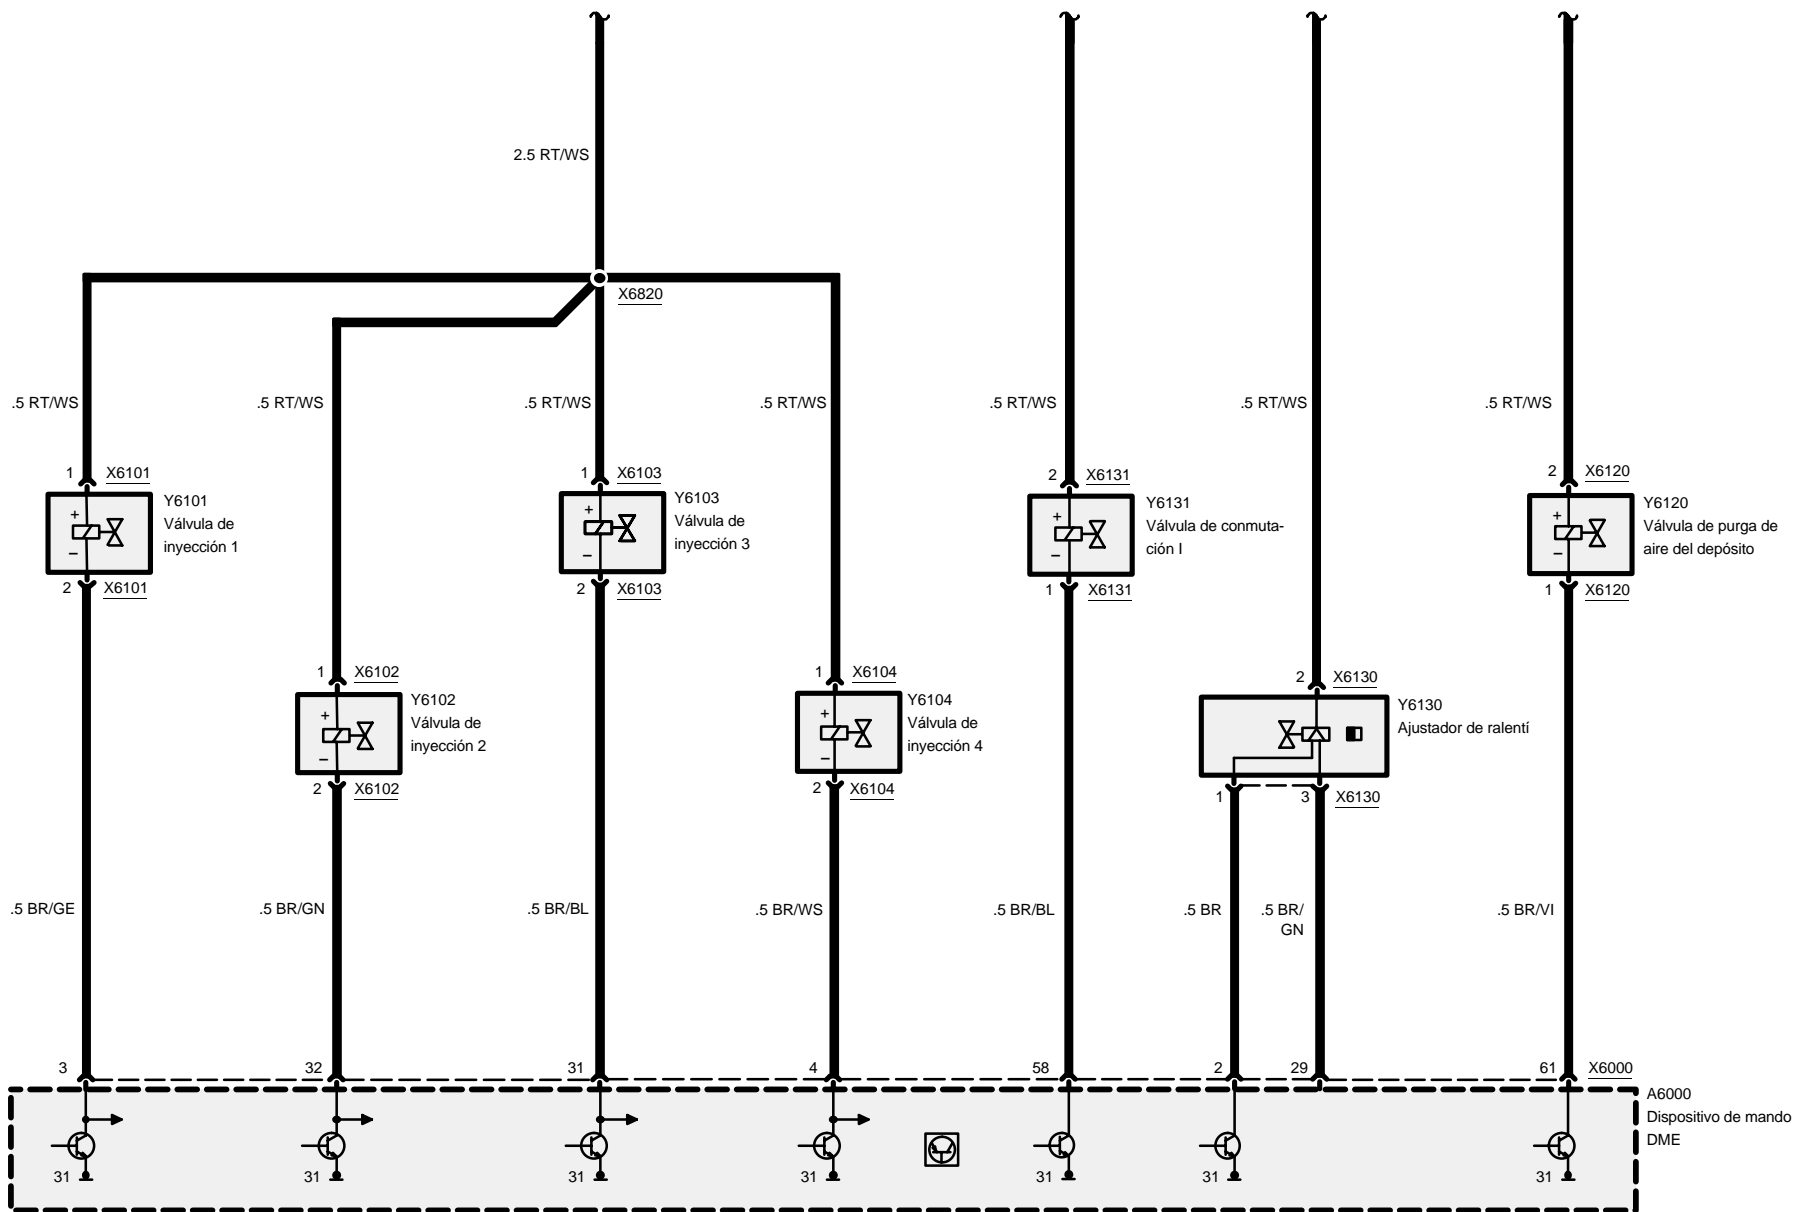 2.5 RT/WS
X6820
.5 RT/WS
.5 RT/WS
.5 RT/WS
.5 RT/WS
.5 RT/WS
.5 RT/WS
.5 RT/WS
1 X6101
1 X6103
2 X6131
2 X6120
+
−
Y6101
Válvula de
inyección 1
+
−
Y6103
Válvula de
inyección 3
+
−
Y6131
Válvula de conmuta-
ción I
+
−
Y6120
Válvula de purga de
aire del depósito
2 X6101
2 X6103
1 X6131
1 X6120
1 X6102
1 X6104
2 X6130
+
−
Y6102
Válvula de
inyección 2
+
−
Y6104
Válvula de
inyección 4
Y6130
Ajustador de ralentí
2 X6102
2 X6104
1
3 X6130
.5 BR/GE
.5 BR/GN
.5 BR/BL
.5 BR/WS
.5 BR/BL
.5 BR
.5 BR/
GN
.5 BR/VI
3
32
31
4
58
2
29
61 X6000
A6000
Dispositivo de mando
DME
31
31
31
31
31
31
31